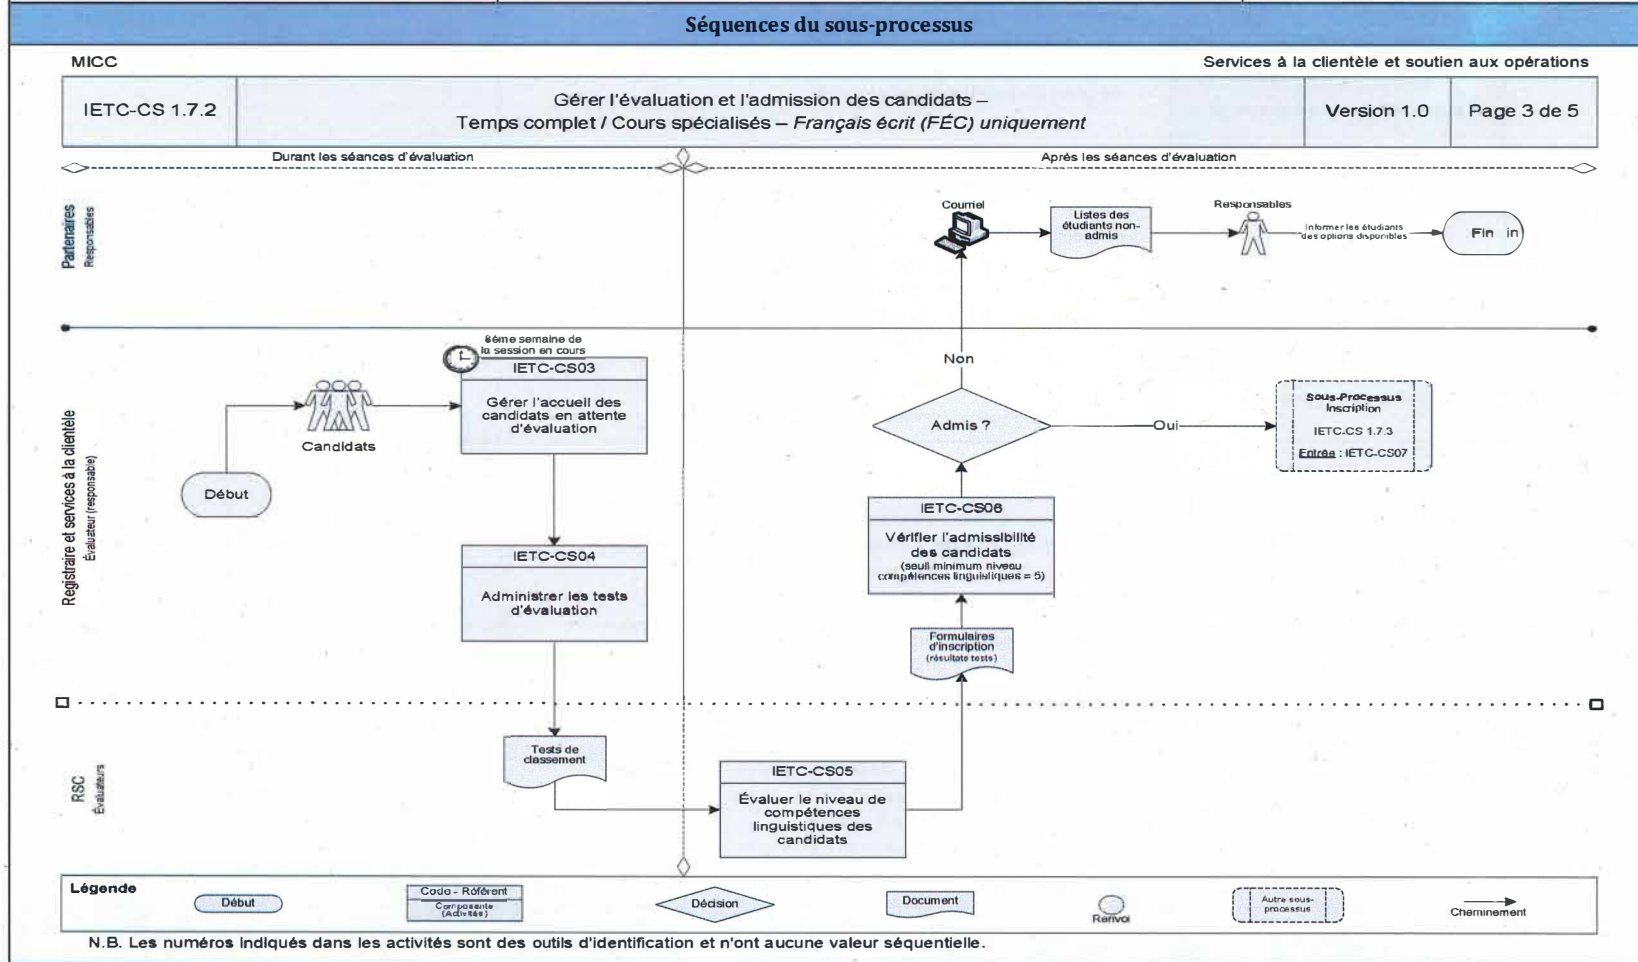 Séquences du sous-processus
MICC
Services à la clientèle et soutien aux opérations
IETC-CS 1.7.2
Gérer l'évaluation et l'admission des candidats –
Temps complet / Cours spécialisés – Français écrit (FÉC) uniquement
Version 1.0
Page 3 de 5
Durant les séances d'évaluation
Après les séances d'évaluation
Partenaires
Responsables
Courriel
Listes des
étudiants non-
admis
Responsables
Informer les étudiants
des options disponibles
Fin in
Registraire et services à la clientèle
Évaluateur (responsable)
Début
Candidats
6ème semaine de
la session en cours
IETC-CS03
Gérer l'accueil des
candidats en attente
d'évaluation
IETC-CS04
Administrer les tests
d'évaluation
Non
Admis ?
Oui
Sous-Processus
Inscription
IETC-CS 1.7.3
Entrée : IETC-CS07
IETC-CS06
Vérifier l'admissibilité
des candidats
(seuil minimum niveau
compétences linguistiques = 5)
Formulaires
d'inscription
(résultats tests)
RSC
Évaluateurs
Tests de
classement
IETC-CS05
Évaluer le niveau de
compétences
linguistiques des
candidats
Légende
Début
Code - Référent
Composante
(Activités)
Décision
Document
Renvoi
Autre sous-
processus
Cheminement
N.B. Les numéros indiqués dans les activités sont des outils d'identification et n'ont aucune valeur séquentielle.